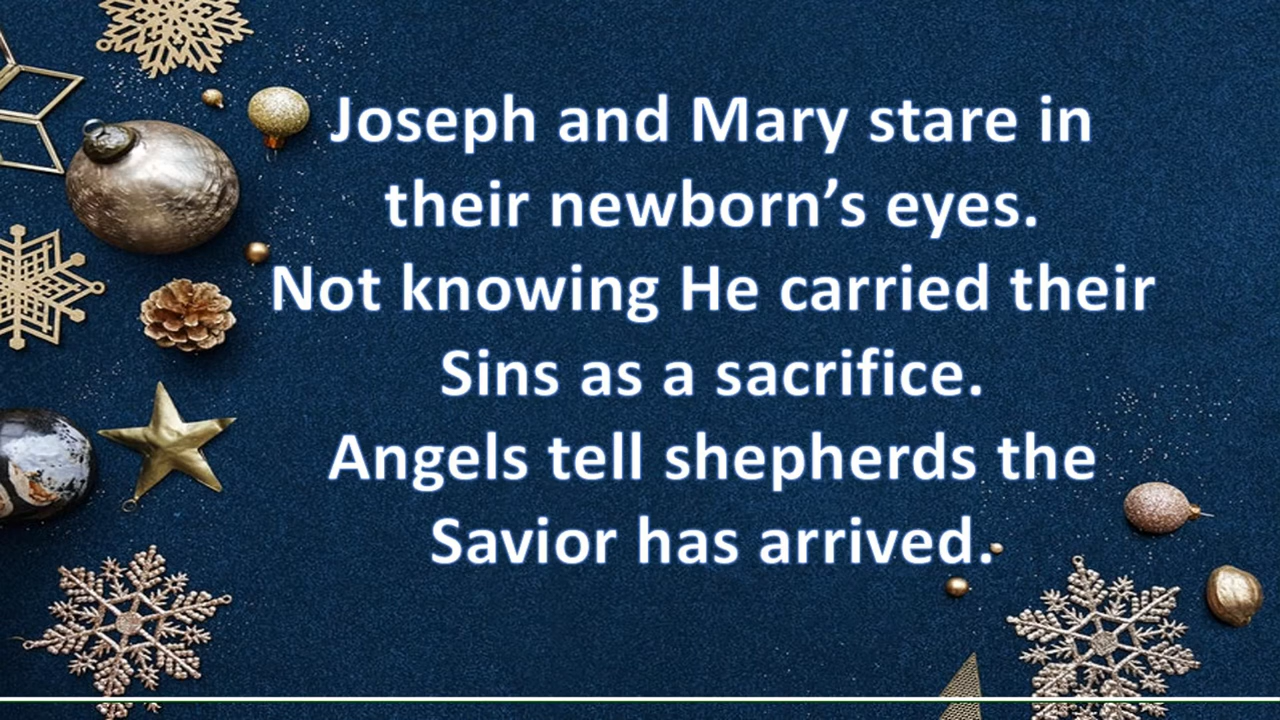 Joseph and Mary stare in
their newborn’s eyes.
Not knowing He carried their
Sins as a sacrifice.
Angels tell shepherds the
Savior has arrived.